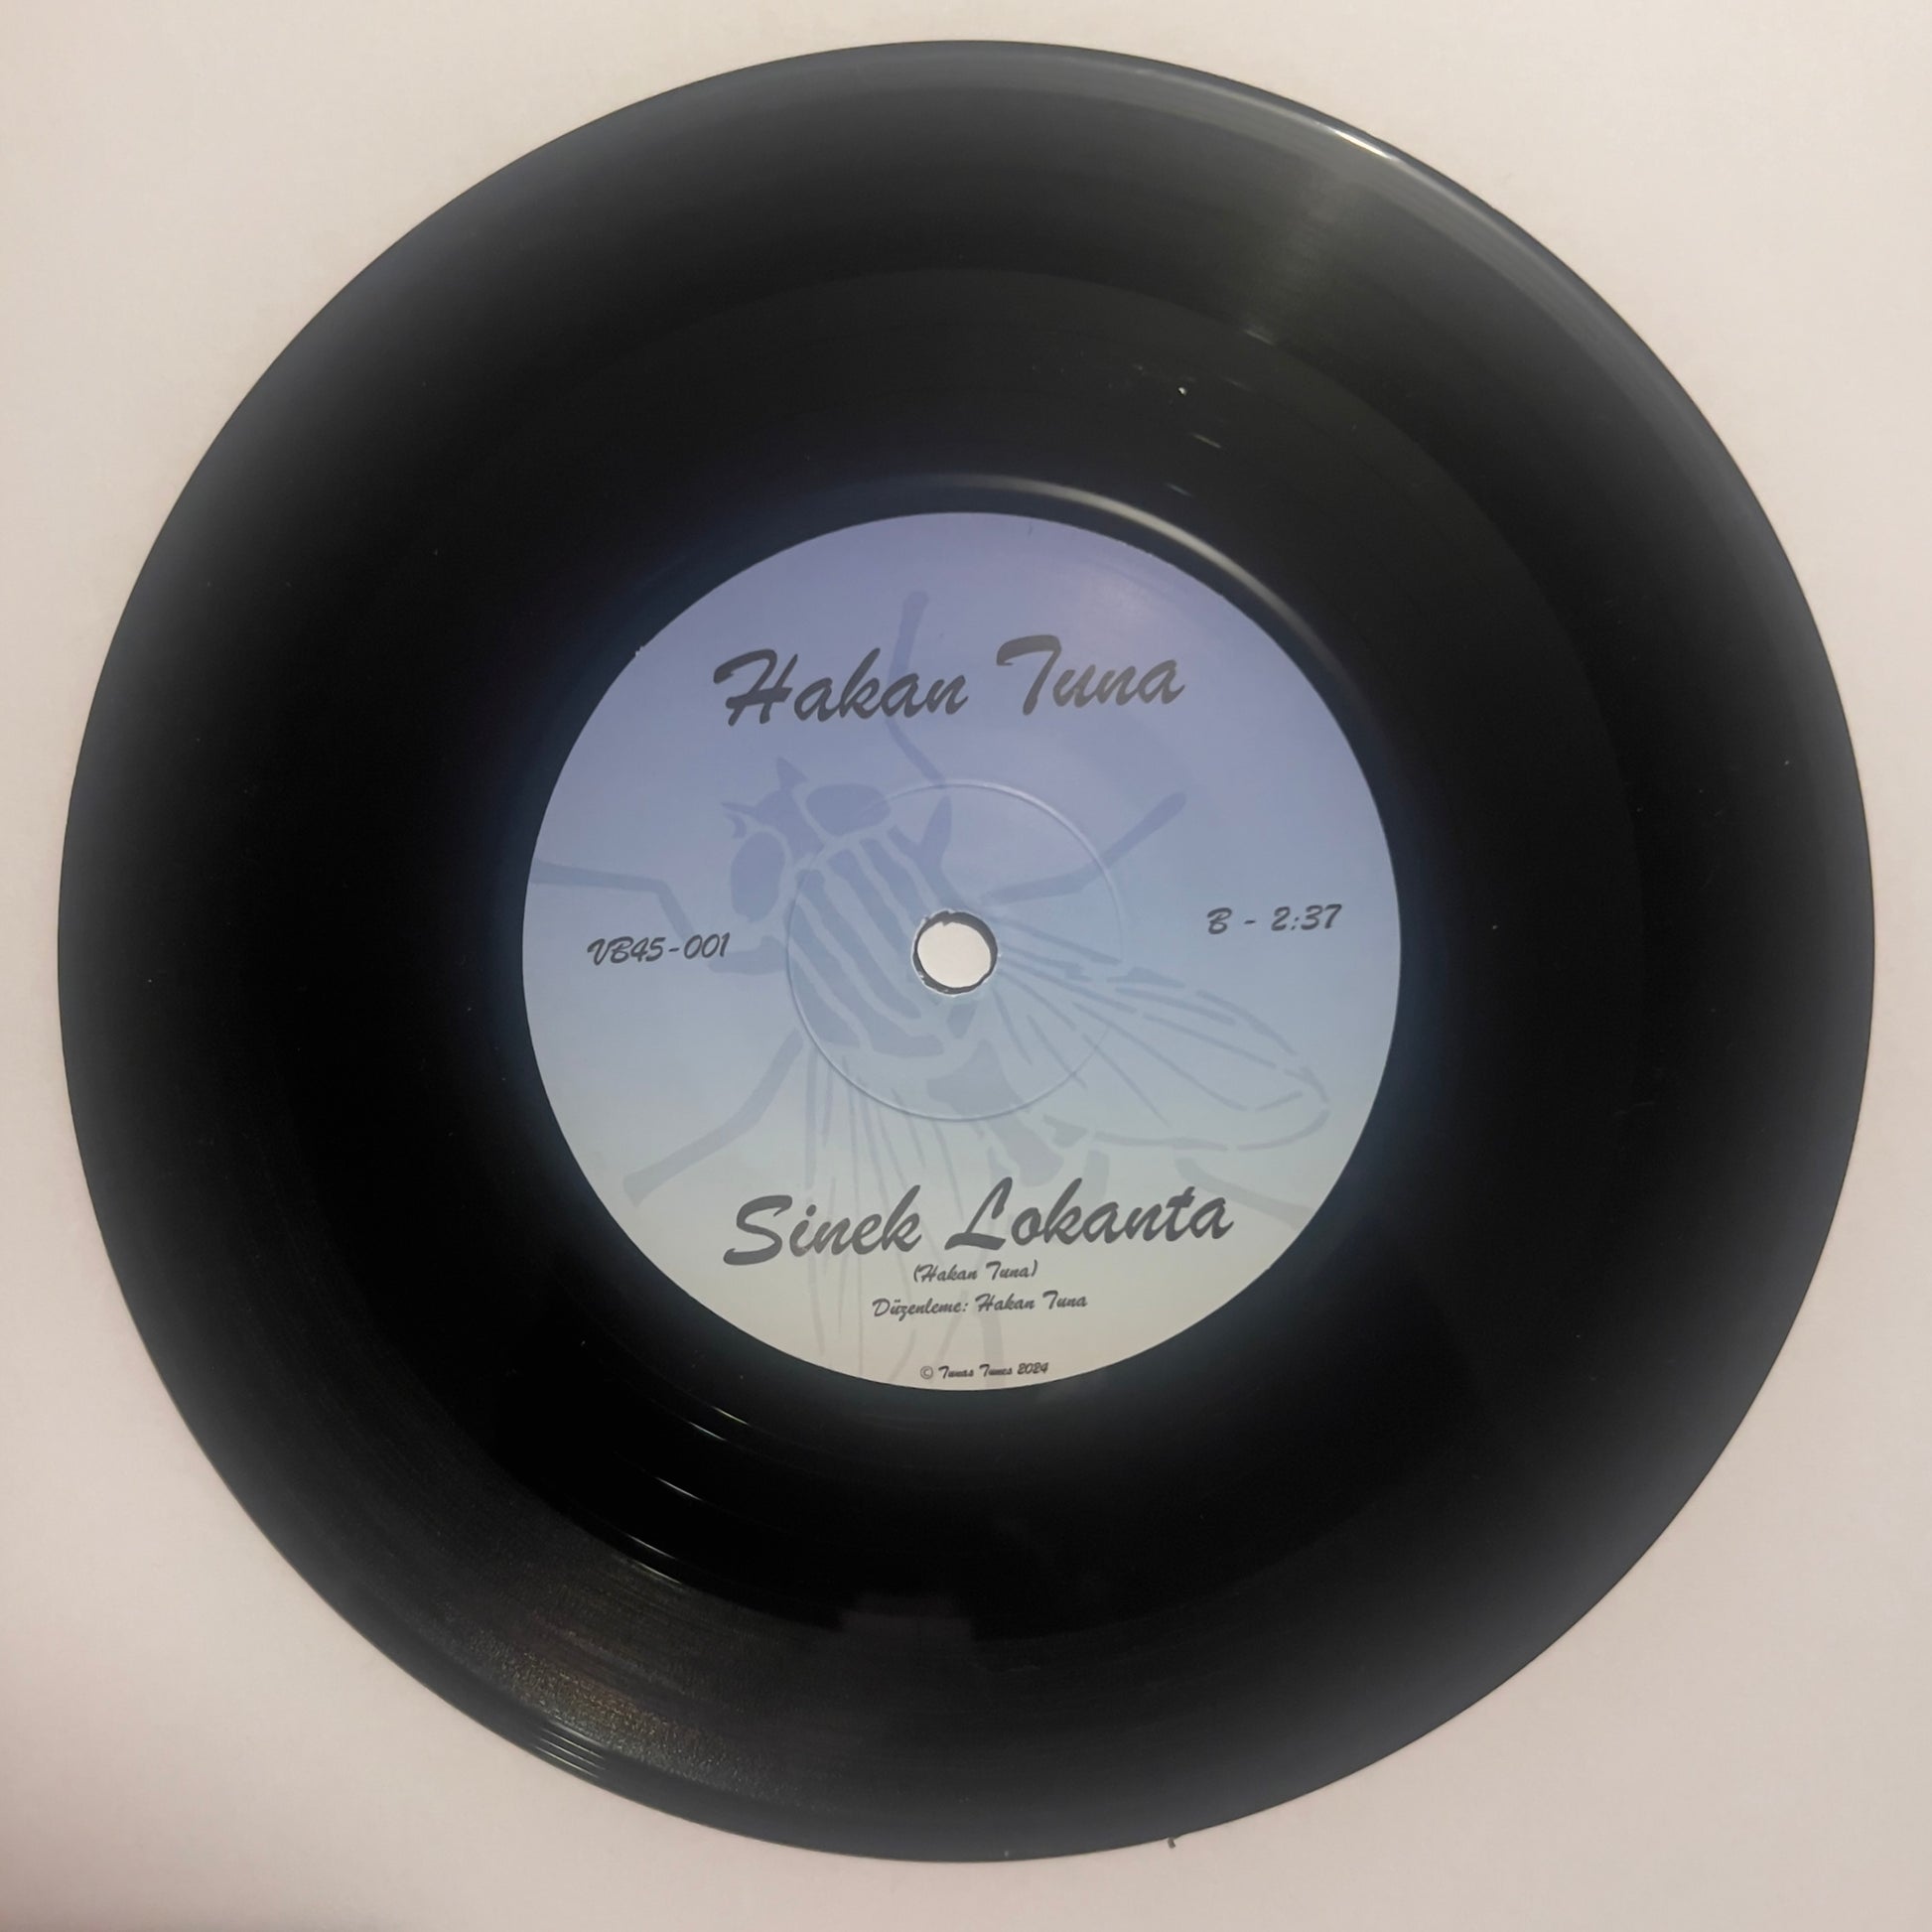 Hakan Tuna
VB45-001
B - 2:37
Sinek Lokanta
(Hakan Tuna)
Düzenleme: Hakan Tuna
© Tunas Tunes 2024